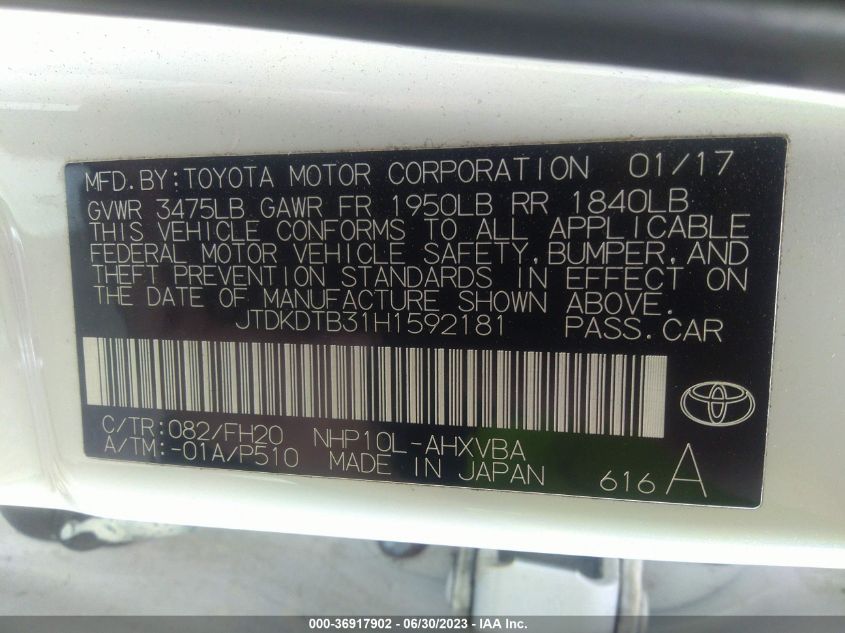 MFD. BY: TOYOTA MOTOR CORPORATION 01/17
GVWR 3475LB GAWR FR 1950LB RR 1840LB
THIS VEHICLE CONFORMS TO ALL APPLICABLE
FEDERAL MOTOR VEHICLE SAFETY, BUMPER, AND
THEFT PREVENTION STANDARDS IN EFFECT ON
THE DATE OF MANUFACTURE SHOWN ABOVE.
JTDKDTB31H1592181 PASS. CAR
C/TR: 082/FH20 NHP10L-AHXVBA
A/TM: -01A/P510 MADE IN JAPAN
616 A
000-36917902 - 06/30/2023 - IAA Inc.